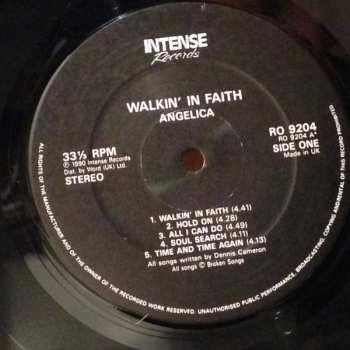 INTENSE
Records
WALKIN' IN FAITH
ANGELICA
33⅓ RPM
℗ 1990 Intense Records
Dist. by Word (UK) Ltd.
STEREO
RO 9204
RO 9204 A*
SIDE ONE
Made in UK
1. WALKIN' IN FAITH (4.41)
2. HOLD ON (4.28)
3. ALL I CAN DO (4.49)
4. SOUL SEARCH (4.11)
5. TIME AND TIME AGAIN (4.13)
All songs written by Dennis Cameron
All songs © Broken Songs
ALL RIGHTS OF THE MANUFACTURER AND OF THE OWNER OF THE RECORDED WORK RESERVED. UNAUTHORISED PUBLIC PERFORMANCE, BROADCASTING, COPYING AND RENTAL OF THIS RECORD PROHIBITED.